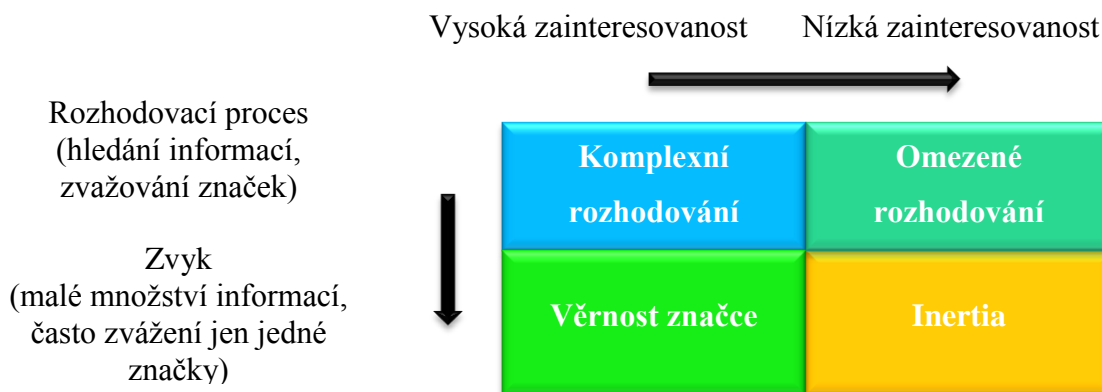 Vysoká zainteresovanost
Nízká zainteresovanost
Rozhodovací proces
(hledání informací,
zvažování značek)
Komplexní
rozhodování
Omezené
rozhodování
Zvyk
(malé množství informací,
často zvážení jen jedné
značky)
Věrnost značce
Inertia